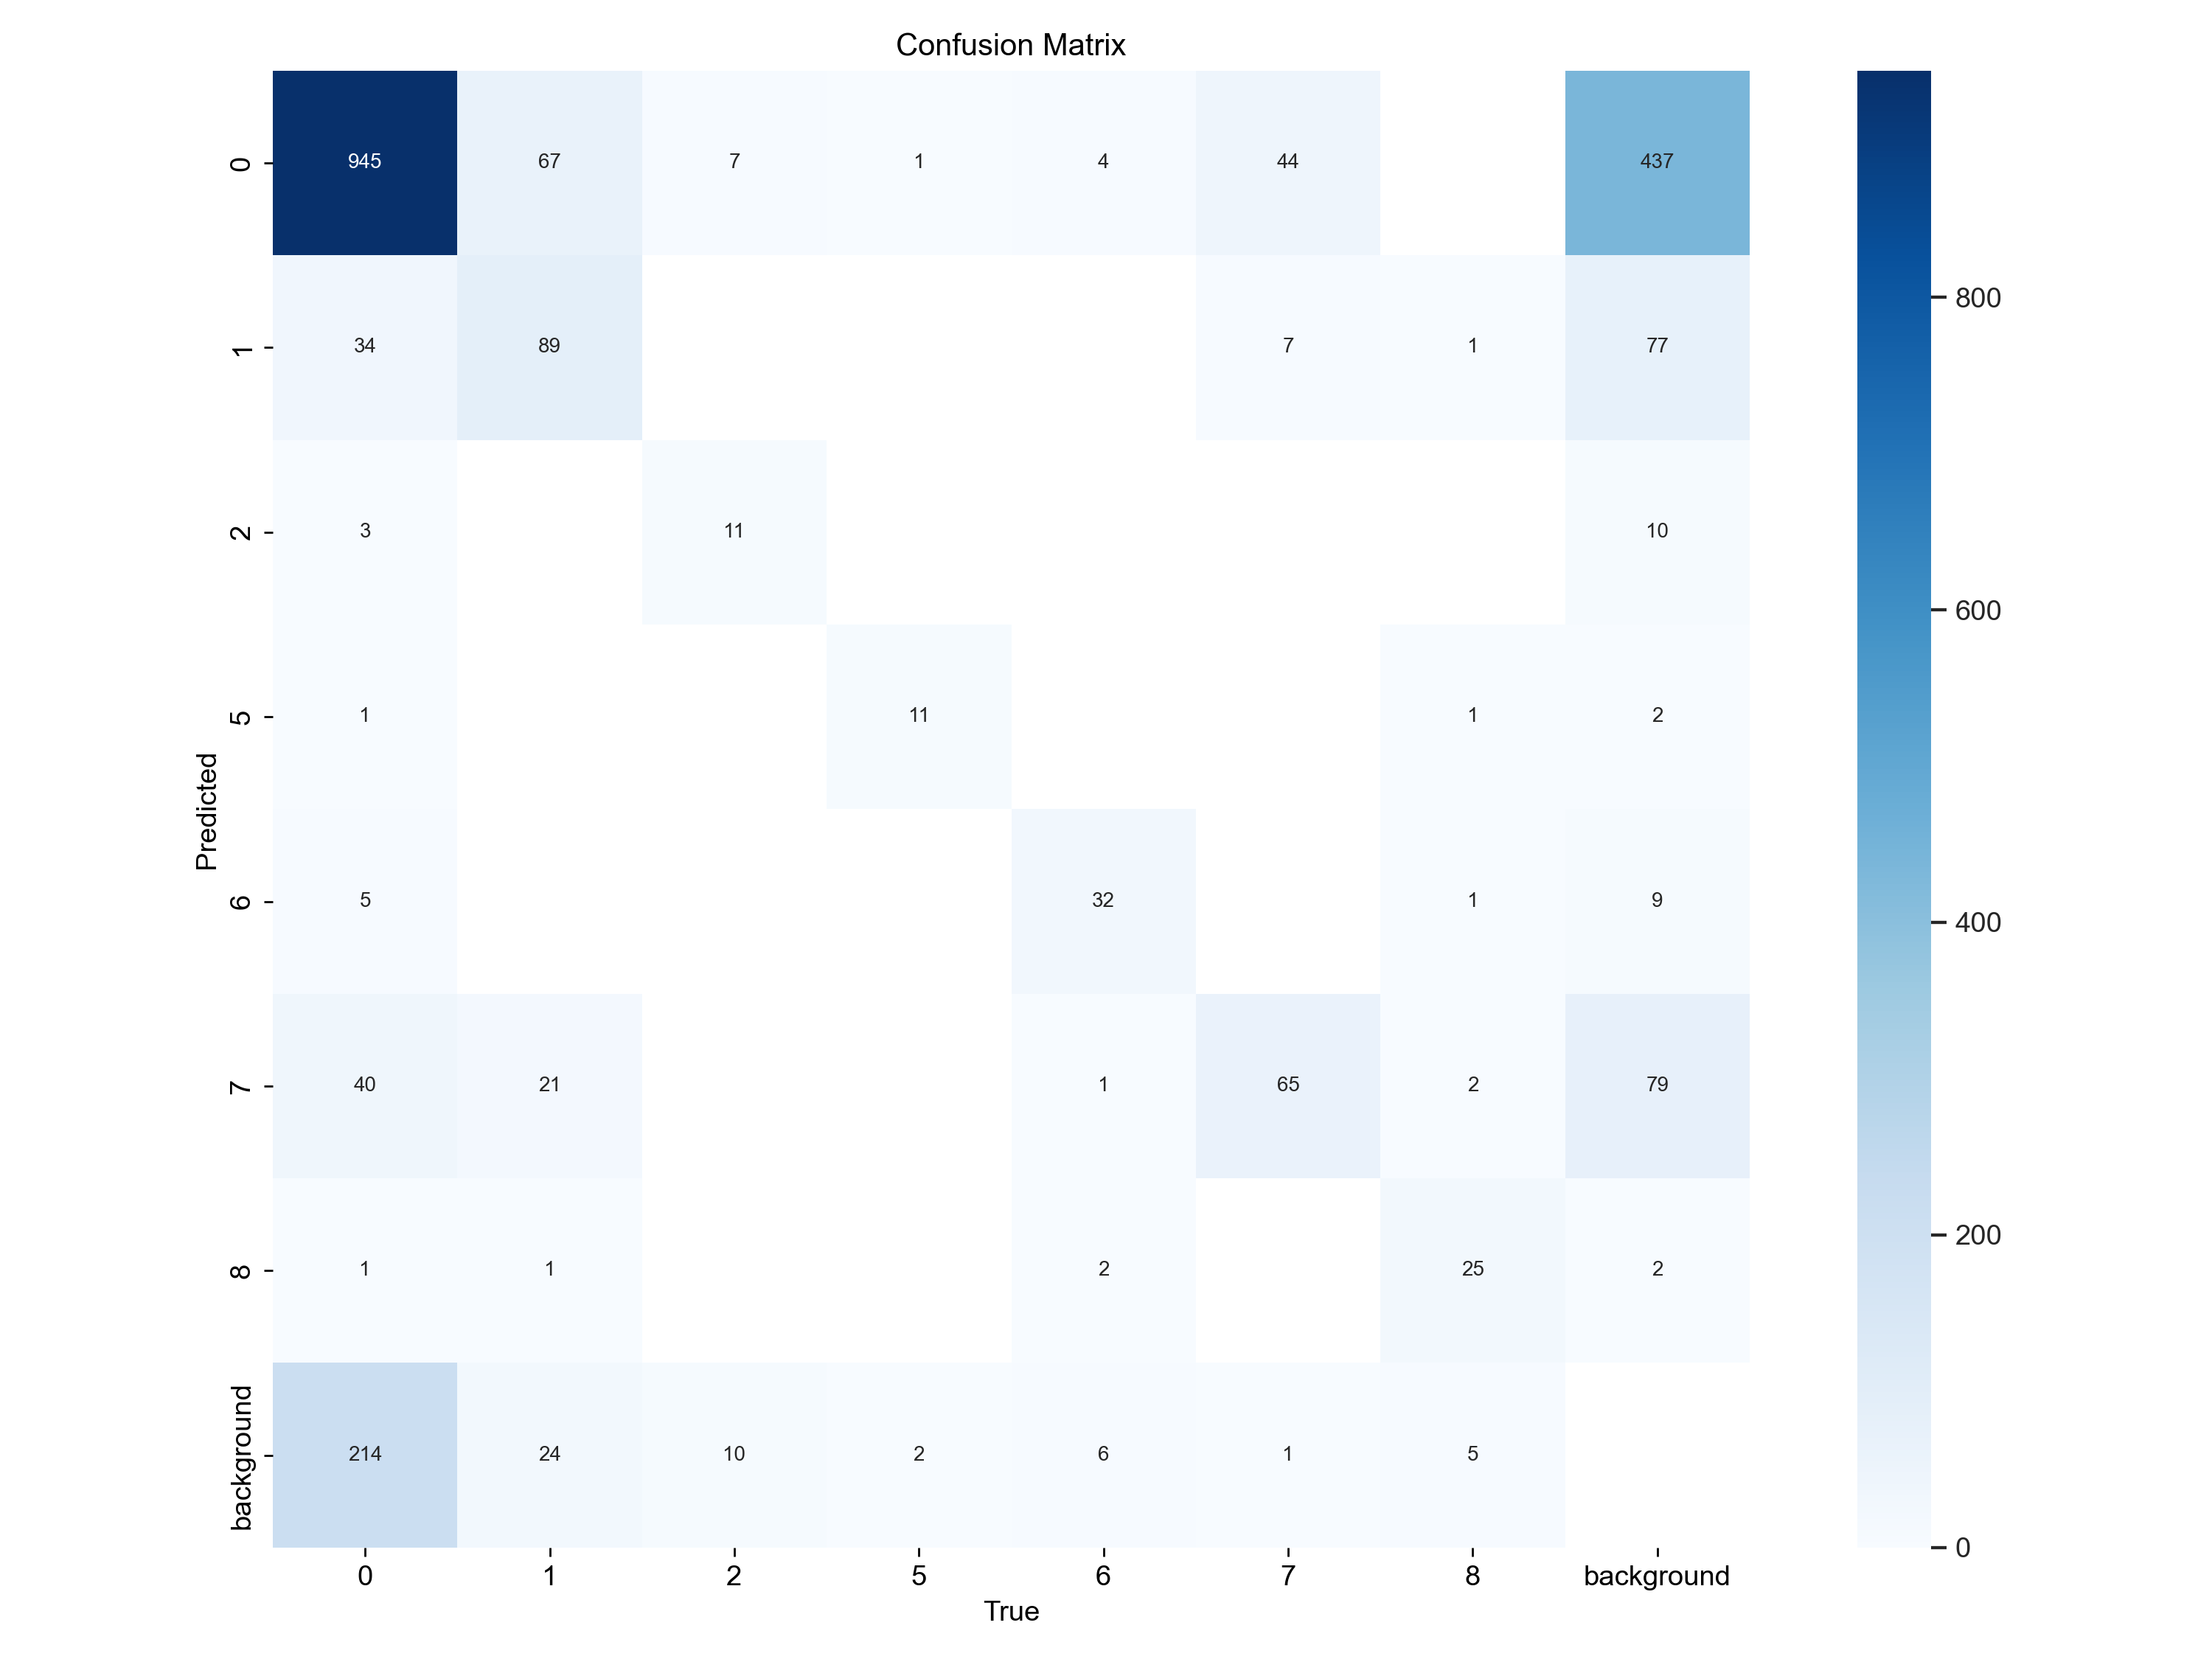 Confusion Matrix
0 945 67 7 1 4 44 437
1 34 89 7 1 77
2 3 11 10
5 1 11 1 2
6 5 32 1 9
7 40 21 1 65 2 79
8 1 1 2 25 2
background 214 24 10 2 6 1 5
0 1 2 5 6 7 8 background
True
Predicted
800
600
400
200
0